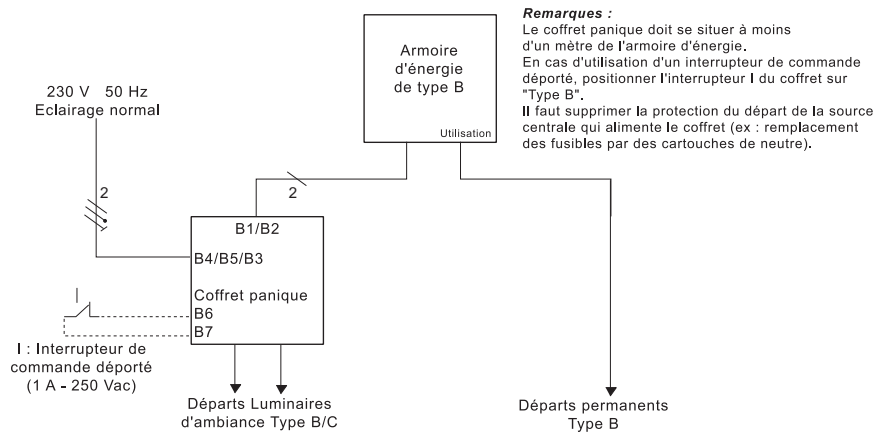 Remarques :
Le coffret panique doit se situer à moins
d'un mètre de l'armoire d'énergie.
En cas d'utilisation d'un interrupteur de commande
déporté, positionner l'interrupteur I du coffret sur
"Type B".
Il faut supprimer la protection du départ de la source
centrale qui alimente le coffret (ex : remplacement
des fusibles par des cartouches de neutre).
Armoire
d'énergie
de type B
Utilisation
230 V 50 Hz
Eclairage normal
2
2
B1/B2
B4/B5/B3
Coffret panique
B6
B7
I
I : Interrupteur de
commande déporté
(1 A - 250 Vac)
Départs Luminaires
d'ambiance Type B/C
Départs permanents
Type B